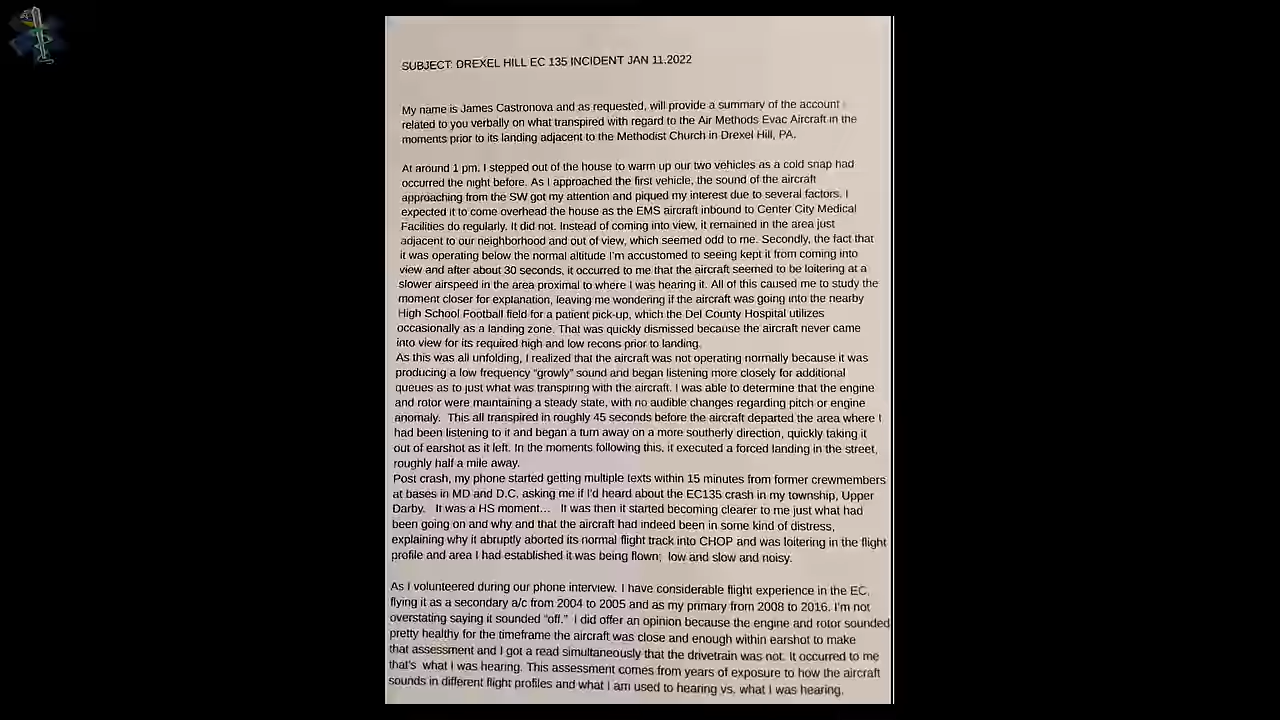 SUBJECT: DREXEL HILL EC 135 INCIDENT JAN 11.2022
My name is James Castronova and as requested, will provide a summary of the account
related to you verbally on what transpired with regard to the Air Methods Evac Aircraft in the
moments prior to its landing adjacent to the Methodist Church in Drexel Hill, PA.
At around 1 pm. I stepped out of the house to warm up our two vehicles as a cold snap had
occurred the night before. As I approached the first vehicle, the sound of the aircraft
approaching from the SW got my attention and piqued my interest due to several factors. I
expected it to come overhead the house as the EMS aircraft inbound to Center City Medical
Facilities do regularly. It did not. Instead of coming into view, it remained in the area just
adjacent to our neighborhood and out of view, which seemed odd to me. Secondly, the fact that
it was operating below the normal altitude I'm accustomed to seeing kept it from coming into
view and after about 30 seconds, it occurred to me that the aircraft seemed to be loitering at a
slower airspeed in the area proximal to where I was hearing it. All of this caused me to study the
moment closer for explanation, leaving me wondering if the aircraft was going into the nearby
High School Football field for a patient pick-up, which the Del County Hospital utilizes
occasionally as a landing zone. That was quickly dismissed because the aircraft never came
into view for its required high and low recons prior to landing.
As this was all unfolding, I realized that the aircraft was not operating normally because it was
producing a low frequency "growly" sound and began listening more closely for additional
queues as to just what was transpiring with the aircraft. I was able to determine that the engine
and rotor were maintaining a steady state, with no audible changes regarding pitch or engine
anomaly. This all transpired in roughly 45 seconds before the aircraft departed the area where I
had been listening to it and began a turn away on a more southerly direction, quickly taking it
out of earshot as it left. In the moments following this, it executed a forced landing in the street,
roughly half a mile away.
Post crash, my phone started getting multiple texts within 15 minutes from former crewmembers
at bases in MD and D.C. asking me if I'd heard about the EC135 crash in my township, Upper
Darby. It was a HS moment... It was then it started becoming clearer to me just what had
been going on and why and that the aircraft had indeed been in some kind of distress,
explaining why it abruptly aborted its normal flight track into CHOP and was loitering in the flight
profile and area I had established it was being flown; low and slow and noisy.
As I volunteered during our phone interview. I have considerable flight experience in the EC,
flying it as a secondary a/c from 2004 to 2005 and as my primary from 2008 to 2016. I'm not
overstating saying it sounded "off." I did offer an opinion because the engine and rotor sounded
pretty healthy for the timeframe the aircraft was close and enough within earshot to make
that assessment and I got a read simultaneously that the drivetrain was not. It occurred to me
that's what I was hearing. This assessment comes from years of exposure to how the aircraft
sounds in different flight profiles and what I am used to hearing vs. what I was hearing.